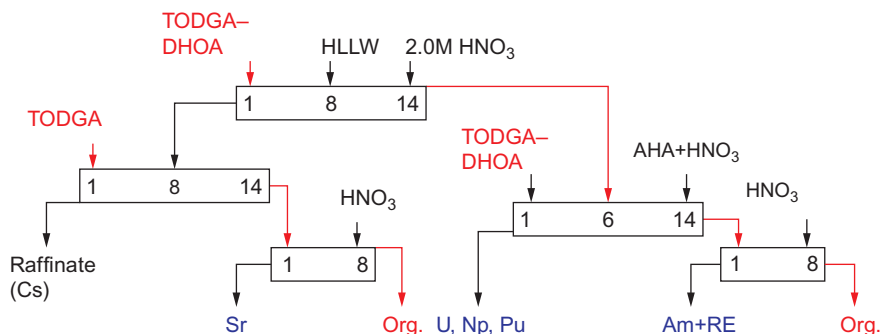 TODGA–
DHOA
HLLW
2.0M HNO₃
1 8 14
TODGA
1 8 14
TODGA–
DHOA
AHA+HNO₃
1 6 14
HNO₃
1 8
HNO₃
1 8
Raffinate
(Cs)
Sr
Org.
U, Np, Pu
Am+RE
Org.